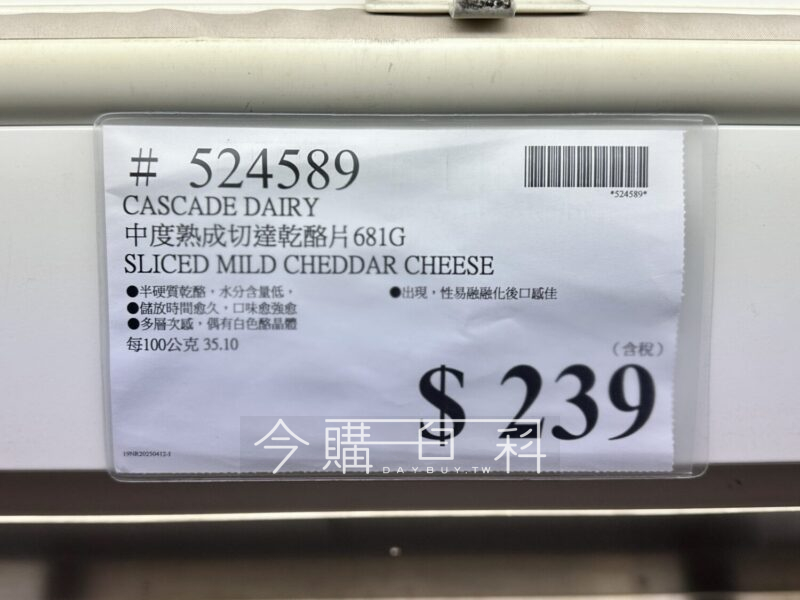 # 524589
*524589*
CASCADE DAIRY
中度熟成切達乾酪片681G
SLICED MILD CHEDDAR CHEESE
●半硬質乾酪，水分含量低，
●儲放時間愈久，口味愈強愈
●多層次感，偶有白色酪晶體
●出現，性易融融化後口感佳
每100公克 35.10
(含稅)
$ 239
19NR20250412-1
今購百科
DAYBUY.TW